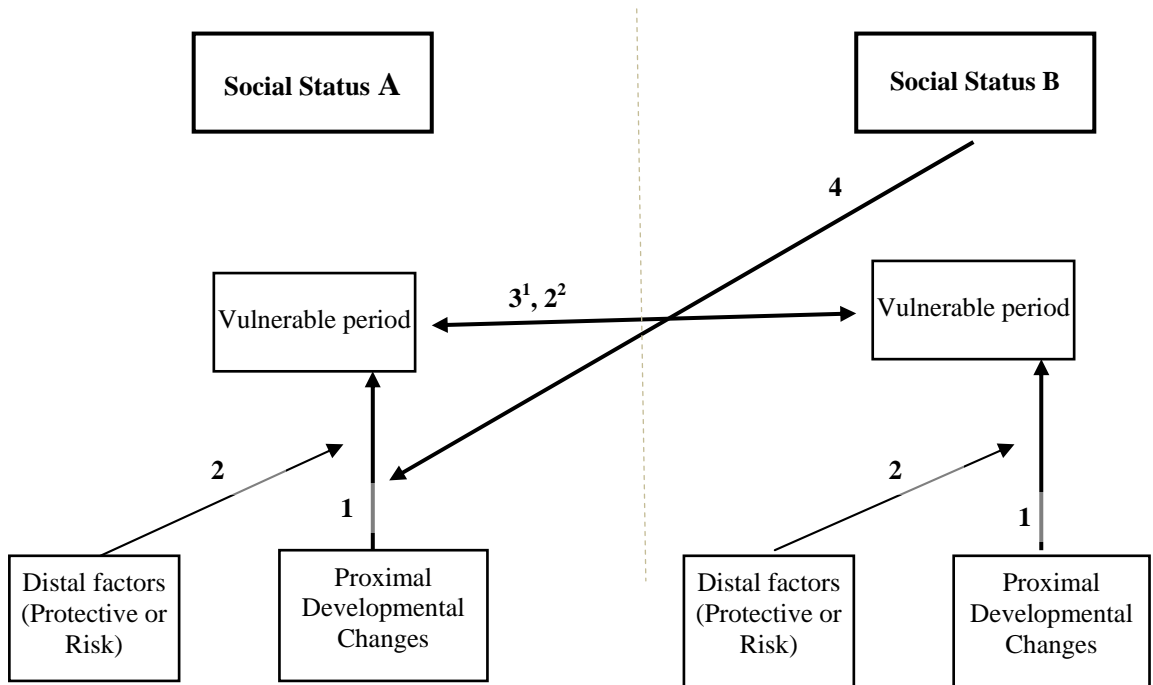 Social Status A
Social Status B
4
3¹, 2²
Vulnerable period
Vulnerable period
2
1
2
1
Distal factors
(Protective or
Risk)
Proximal
Developmental
Changes
Distal factors
(Protective or
Risk)
Proximal
Developmental
Changes